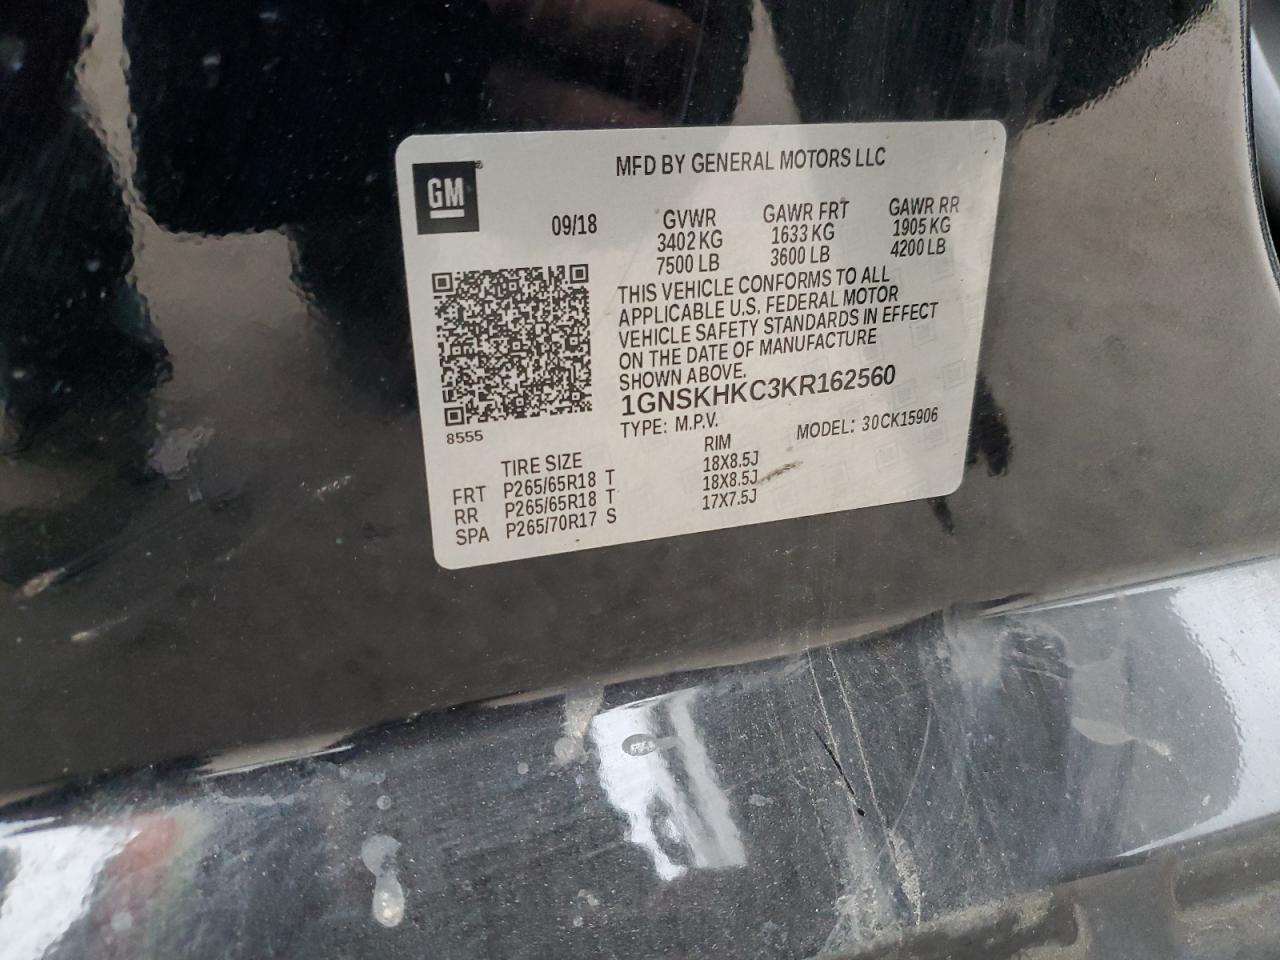 GM
MFD BY GENERAL MOTORS LLC
09/18
GVWR GAWR FRT GAWR RR
3402 KG 1633 KG 1905 KG
7500 LB 3600 LB 4200 LB
THIS VEHICLE CONFORMS TO ALL
APPLICABLE U.S. FEDERAL MOTOR
VEHICLE SAFETY STANDARDS IN EFFECT
ON THE DATE OF MANUFACTURE
SHOWN ABOVE.
1GNSKHKC3KR162560
TYPE: M.P.V. MODEL: 30CK15906
8555
TIRE SIZE RIM
FRT P265/65R18 T 18X8.5J
RR P265/65R18 T 18X8.5J
SPA P265/70R17 S 17X7.5J